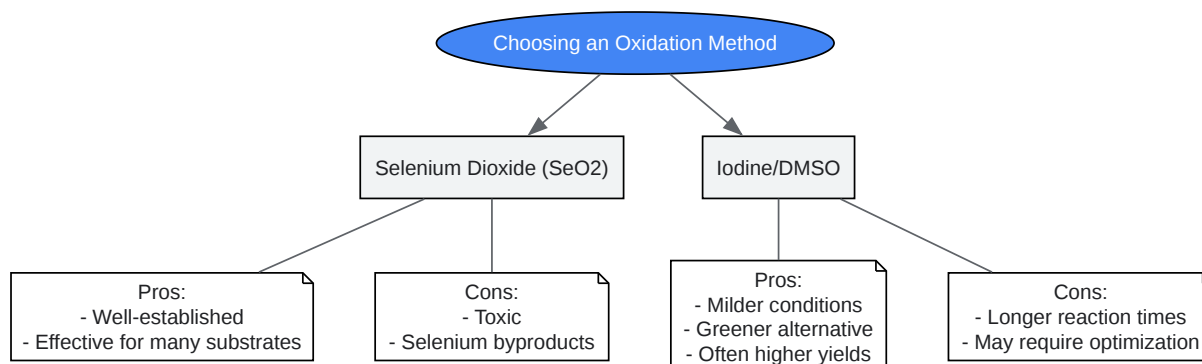 Choosing an Oxidation Method
Selenium Dioxide (SeO2)
Iodine/DMSO
Pros:
- Well-established
- Effective for many substrates
Cons:
- Toxic
- Selenium byproducts
Pros:
- Milder conditions
- Greener alternative
- Often higher yields
Cons:
- Longer reaction times
- May require optimization